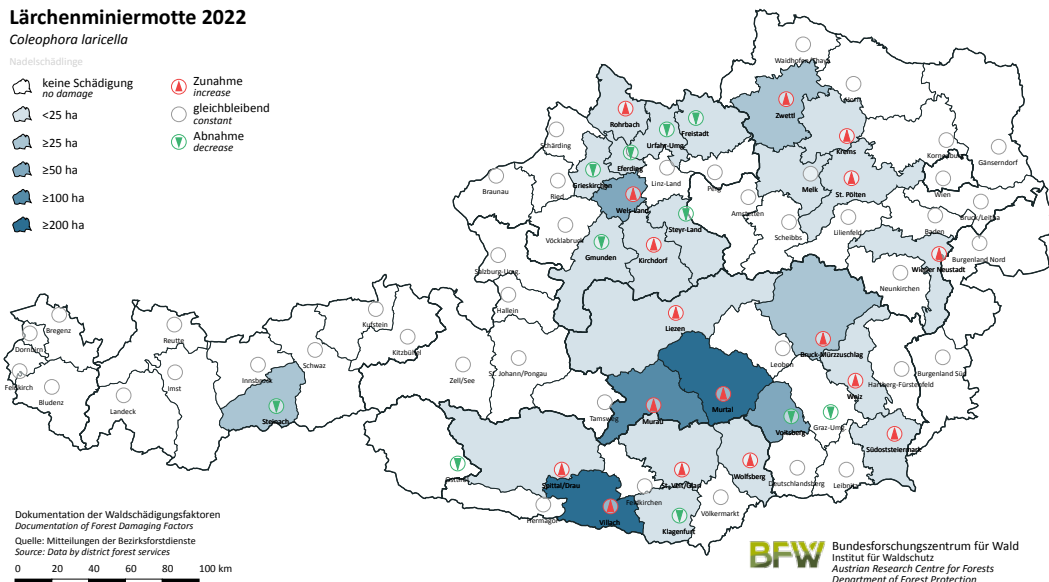 Lärchenminiermotte 2022
Coleophora laricella
Nadelschädlinge
keine Schädigung
no damage
<25 ha
≥25 ha
≥50 ha
≥100 ha
≥200 ha
Zunahme
increase
gleichbleibend
constant
Abnahme
decrease
Waidhofen/Thaya
Horn
Zwettl
Rohrbach
Freistadt
Urfahr-Umg.
Krems
Schärding
Korneuburg
Gänserndorf
Eferding
Grieskirchen
Linz-Land
Perg
Melk
St. Pölten
Wien
Braunau
Ried
Wels-Land
Amstetten
Bruck/Leitha
Steyr-Land
Scheibbs
Lilienfeld
Baden
Vöcklabruck
Gmunden
Kirchdorf
Burgenland Nord
Wiener Neustadt
Salzburg-Umg.
Neunkirchen
Hallein
Liezen
Bregenz
Reutte
Kufstein
Kitzbühel
Bruck-Mürzzuschlag
Dornbirn
Feldkirch
Bludenz
Landeck
Imst
Innsbruck
Schwaz
Zell/See
St. Johann/Pongau
Leoben
Hartberg-Fürstenfeld
Burgenland Süd
Weiz
Steinach
Tamsweg
Murau
Murtal
Voitsberg
Graz-Umg.
Südoststeiermark
Osttirol
Spittal/Drau
St. Veit/Glan
Wolfsberg
Deutschlandsberg
Leibnitz
Hermagor
Villach
Feldkirchen
Klagenfurt
Völkermarkt
Dokumentation der Waldschädigungsfaktoren
Documentation of Forest Damaging Factors
Quelle: Mitteilungen der Bezirksforstdienste
Source: Data by district forest services
0 20 40 60 80 100 km
BFW
Bundesforschungszentrum für Wald
Institut für Waldschutz
Austrian Research Centre for Forests
Department of Forest Protection